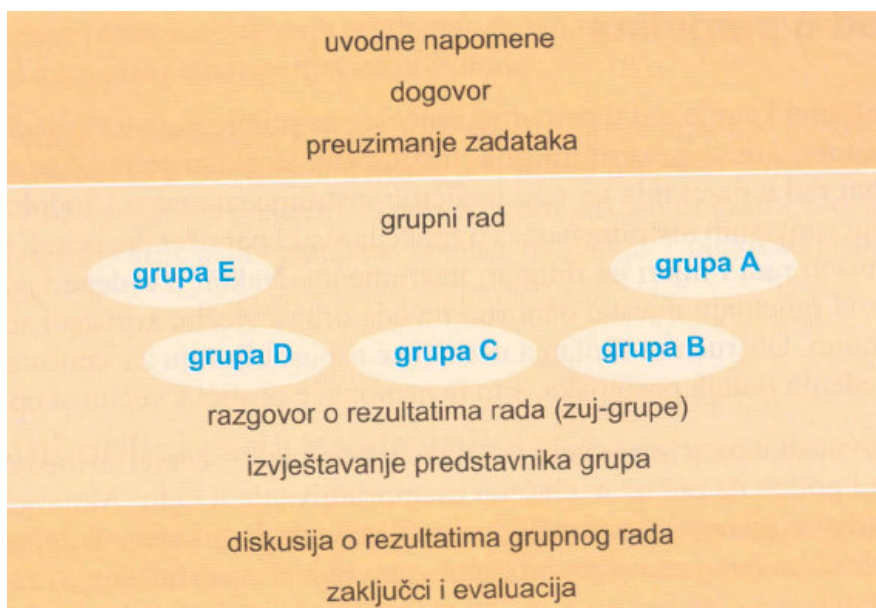 uvodne napomene
dogovor
preuzimanje zadataka
grupni rad
grupa E
grupa A
grupa D
grupa C
grupa B
razgovor o rezultatima rada (zuj-grupe)
izvještavanje predstavnika grupa
diskusija o rezultatima grupnog rada
zaključci i evaluacija